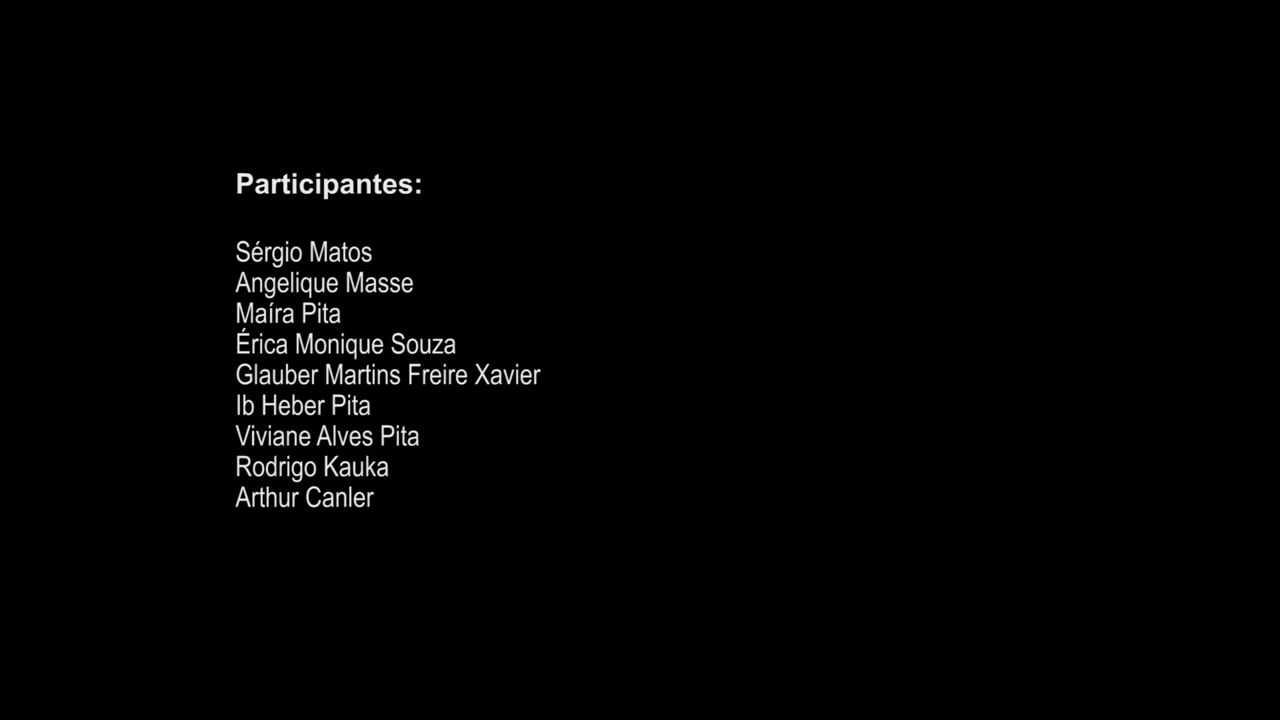 Participantes:
Sérgio Matos
Angelique Masse
Maíra Pita
Érica Monique Souza
Glauber Martins Freire Xavier
Ib Heber Pita
Viviane Alves Pita
Rodrigo Kauka
Arthur Canler